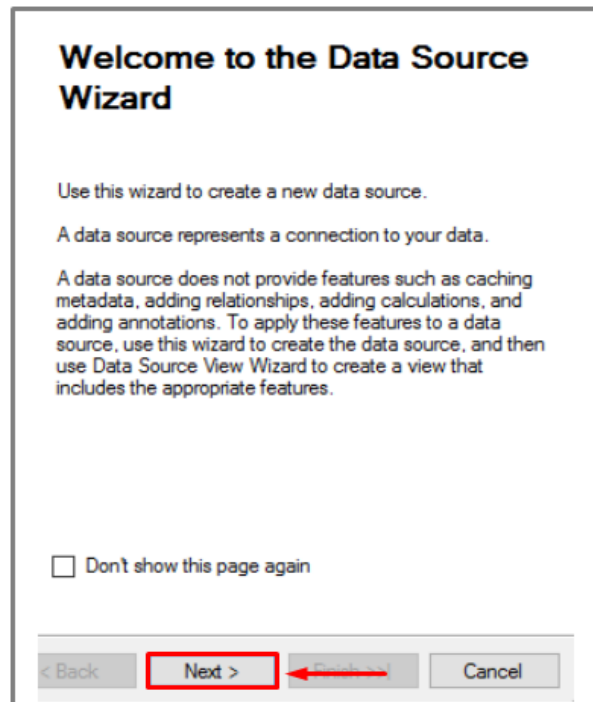 Welcome to the Data Source
Wizard
Use this wizard to create a new data source.
A data source represents a connection to your data.
A data source does not provide features such as caching
metadata, adding relationships, adding calculations, and
adding annotations. To apply these features to a data
source, use this wizard to create the data source, and then
use Data Source View Wizard to create a view that
includes the appropriate features.
Don't show this page again
< Back Next > Finish >>| Cancel